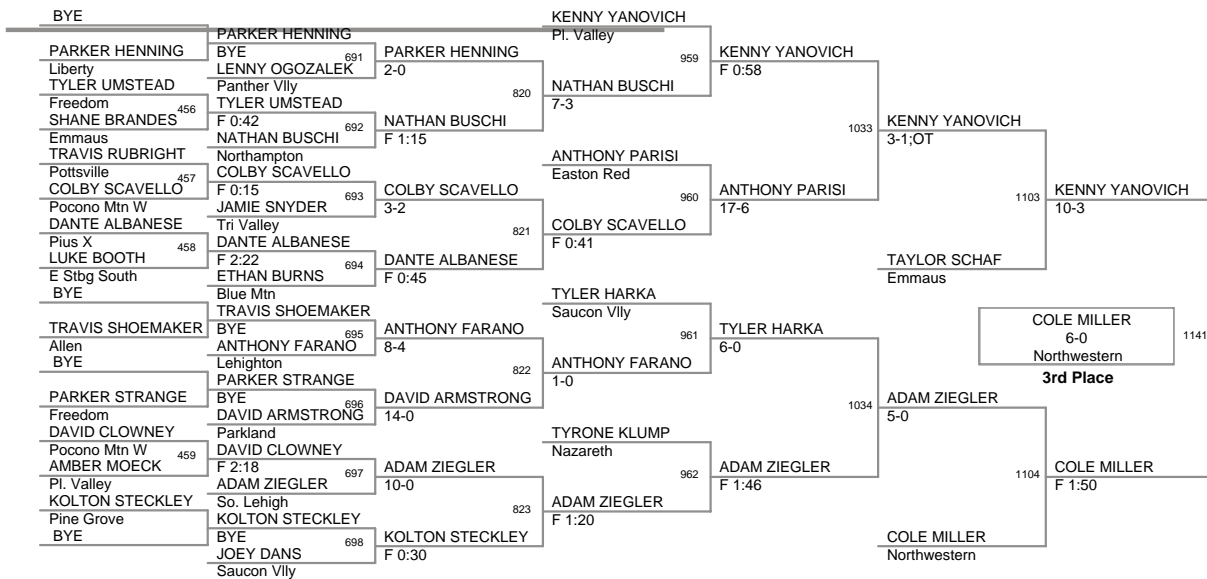 BYE
PARKER HENNING
Liberty
TYLER UMSTEAD
Freedom
456
SHANE BRANDES
Emmaus
TRAVIS RUBRIGHT
Pottsville
457
COLBY SCAVELLO
Pocono Mtn W
DANTE ALBANESE
Pius X
458
LUKE BOOTH
E Stbg South
BYE
TRAVIS SHOEMAKER
Allen
BYE
PARKER STRANGE
Freedom
DAVID CLOWNEY
Pocono Mtn W
459
AMBER MOECK
Pl. Valley
KOLTON STECKLEY
Pine Grove
BYE
PARKER HENNING
BYE
691
LENNY OGOZALEK
Panther Vlly
TYLER UMSTEAD
F 0:42
692
NATHAN BUSCHI
Northampton
COLBY SCAVELLO
F 0:15
693
JAMIE SNYDER
Tri Valley
DANTE ALBANESE
F 2:22
694
ETHAN BURNS
Blue Mtn
TRAVIS SHOEMAKER
BYE
695
ANTHONY FARANO
Lehighton
PARKER STRANGE
BYE
696
DAVID ARMSTRONG
Parkland
DAVID CLOWNEY
F 2:18
697
ADAM ZIEGLER
So. Lehigh
KOLTON STECKLEY
BYE
698
JOEY DANS
Saucon Vlly
PARKER HENNING
2-0
820
NATHAN BUSCHI
F 1:15
COLBY SCAVELLO
3-2
821
DANTE ALBANESE
F 0:45
ANTHONY FARANO
8-4
822
DAVID ARMSTRONG
14-0
ADAM ZIEGLER
10-0
823
KOLTON STECKLEY
F 0:30
KENNY YANOVICH
Pl. Valley
959
NATHAN BUSCHI
7-3
ANTHONY PARISI
Easton Red
960
COLBY SCAVELLO
F 0:41
TYLER HARKA
Saucon Vlly
961
ANTHONY FARANO
1-0
TYRONE KLUMP
Nazareth
962
ADAM ZIEGLER
F 1:20
KENNY YANOVICH
F 0:58
1033
ANTHONY PARISI
17-6
TYLER HARKA
6-0
1034
ADAM ZIEGLER
F 1:46
KENNY YANOVICH
3-1;OT
1103
TAYLOR SCHAF
Emmaus
ADAM ZIEGLER
5-0
1104
COLE MILLER
Northwestern
KENNY YANOVICH
10-3
COLE MILLER
6-0
1141
Northwestern
3rd Place
COLE MILLER
F 1:50